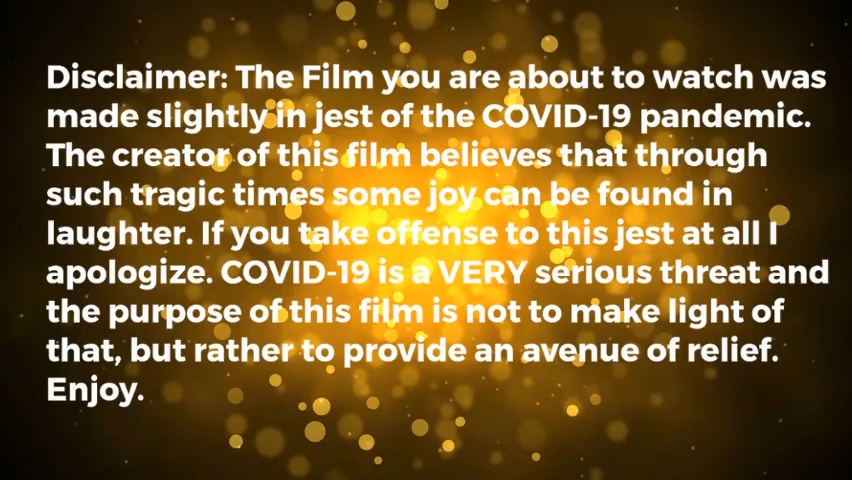 Disclaimer: The Film you are about to watch was
made slightly in jest of the COVID-19 pandemic.
The creator of this film believes that through
such tragic times some joy can be found in
laughter. If you take offense to this jest at all I
apologize. COVID-19 is a VERY serious threat and
the purpose of this film is not to make light of
that, but rather to provide an avenue of relief.
Enjoy.